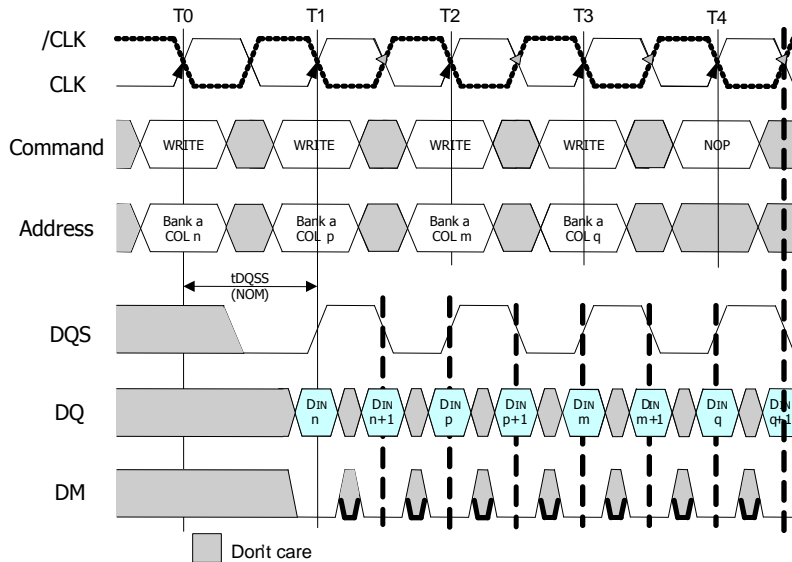 T0 T1 T2 T3 T4
/CLK
CLK
Command WRITE WRITE WRITE WRITE NOP
Address
Bank a Bank a Bank a Bank a
COL n COL p COL m COL q
tDQSS
(NOM)
DQS
DQ
DIN DIN DIN DIN DIN DIN DIN DIN
n n+1 p p+1 m m+1 q q+1
DM
Don't care